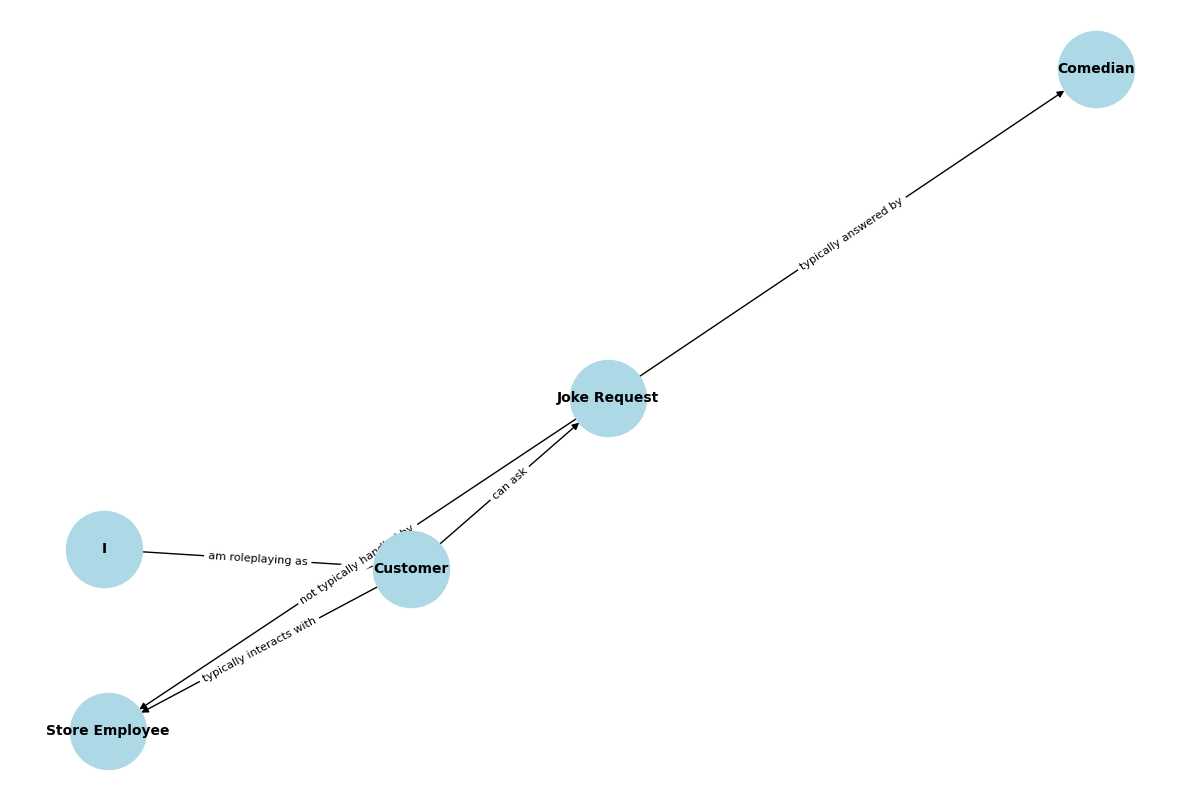 Comedian
typically answered by
Joke Request
can ask
not typically handled by
I
am roleplaying as
Customer
typically interacts with
Store Employee